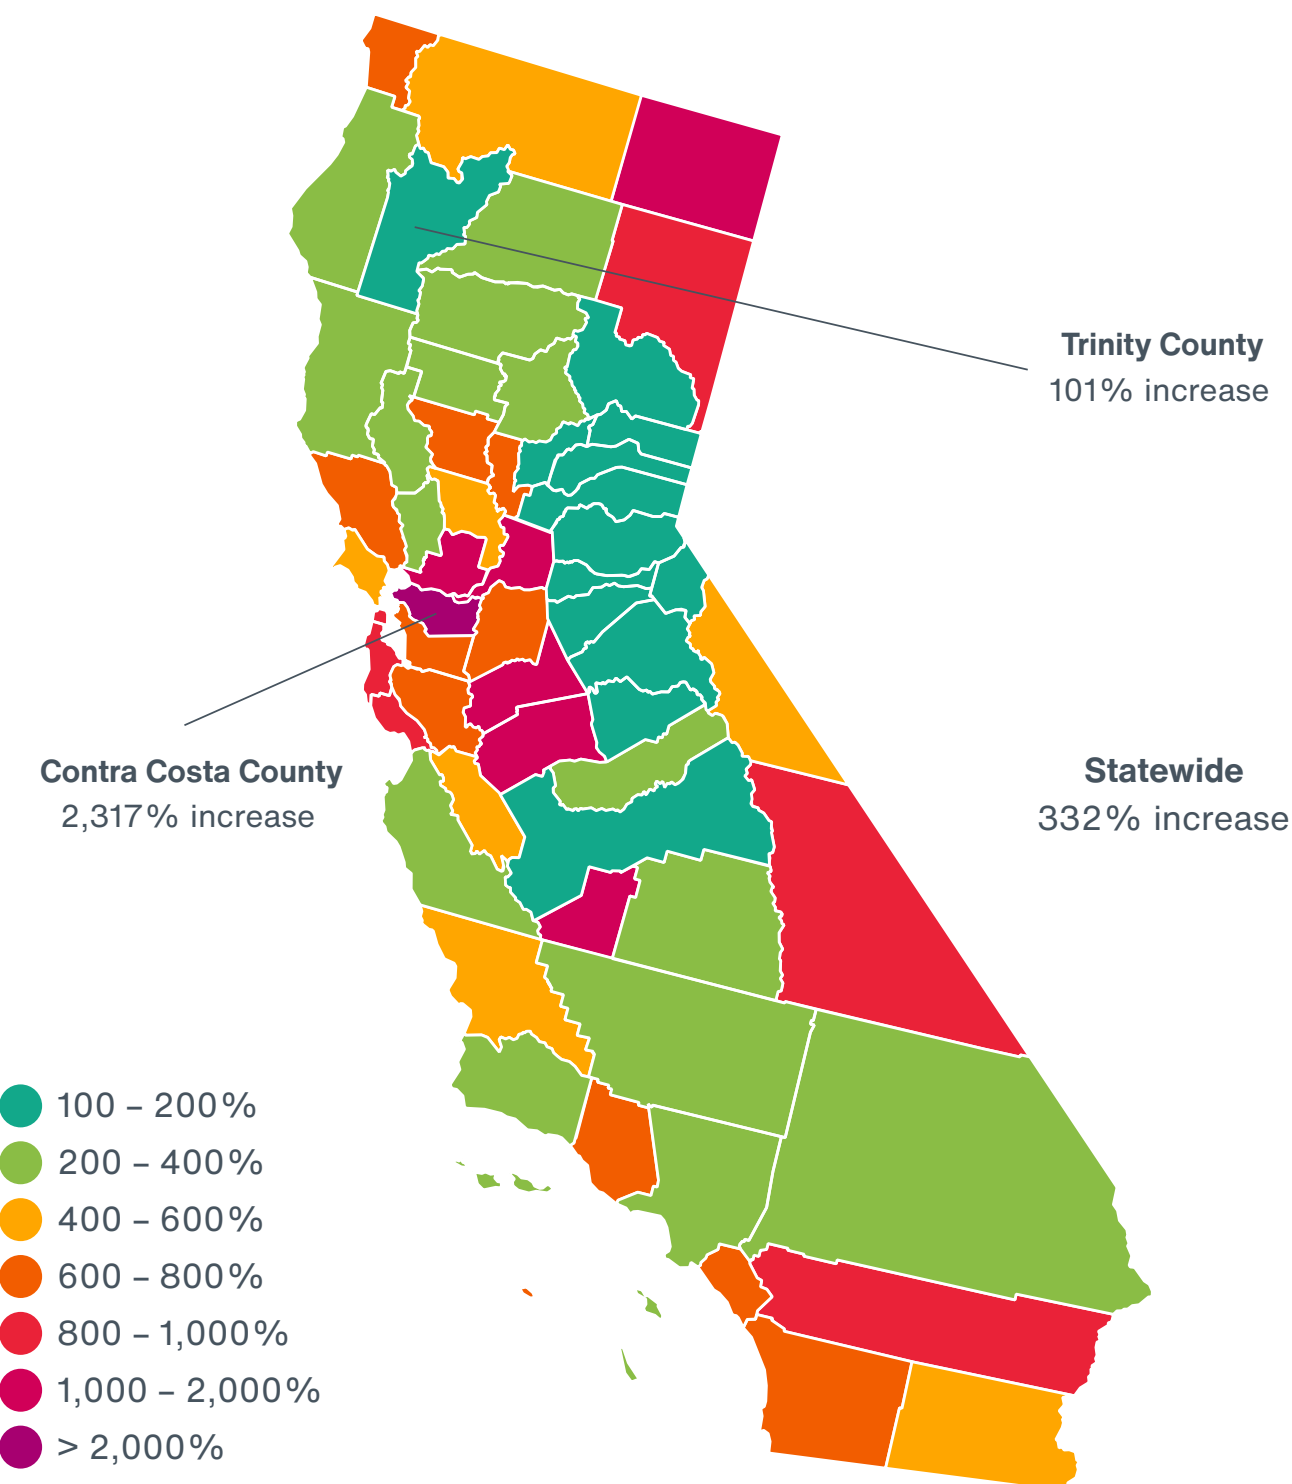 Trinity County
101% increase
Contra Costa County
2,317% increase
Statewide
332% increase
100 – 200%
200 – 400%
400 – 600%
600 – 800%
800 – 1,000%
1,000 – 2,000%
> 2,000%